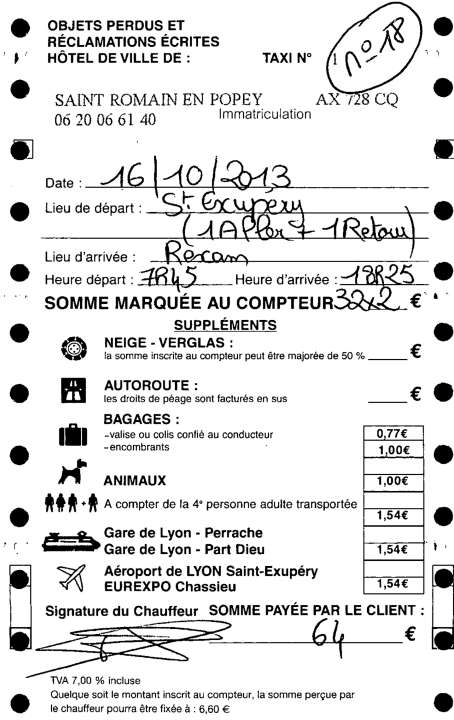 OBJETS PERDUS ET
RÉCLAMATIONS ÉCRITES
HÔTEL DE VILLE DE : TAXI N°
n° 18
SAINT ROMAIN EN POPEY AX 728 CQ
06 20 06 61 40 Immatriculation
Date : 16/10/2013
Lieu de départ : St Exupéry
(1 Aller + 1 Retour)
Lieu d'arrivée : Rexam
Heure départ : 7H45 Heure d'arrivée : 18H25
SOMME MARQUÉE AU COMPTEUR 32x2 €
SUPPLÉMENTS
NEIGE - VERGLAS :
la somme inscrite au compteur peut être majorée de 50 % €
AUTOROUTE :
les droits de péage sont facturés en sus €
BAGAGES :
-valise ou colis confié au conducteur 0,77€
-encombrants 1,00€
ANIMAUX 1,00€
A compter de la 4e personne adulte transportée
1,54€
Gare de Lyon - Perrache
Gare de Lyon - Part Dieu 1,54€
Aéroport de LYON Saint-Exupéry
EUREXPO Chassieu 1,54€
Signature du Chauffeur SOMME PAYÉE PAR LE CLIENT :
64 €
TVA 7,00 % incluse
Quelque soit le montant inscrit au compteur, la somme perçue par
le chauffeur pourra être fixée à : 6,60 €